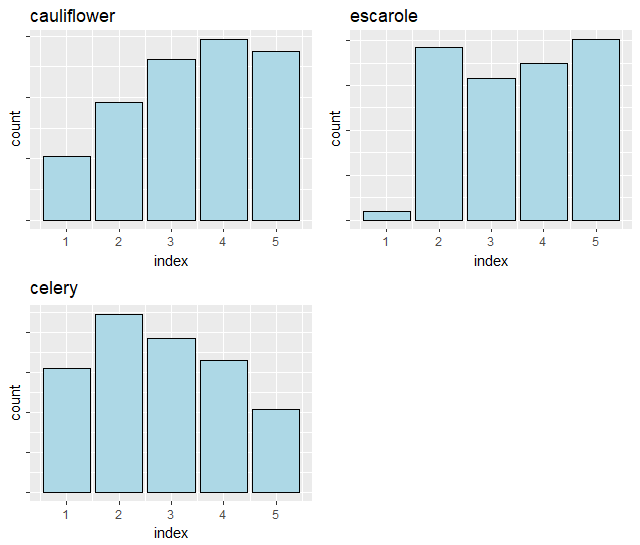 cauliflower
count
1 2 3 4 5
index
escarole
count
1 2 3 4 5
index
celery
count
1 2 3 4 5
index